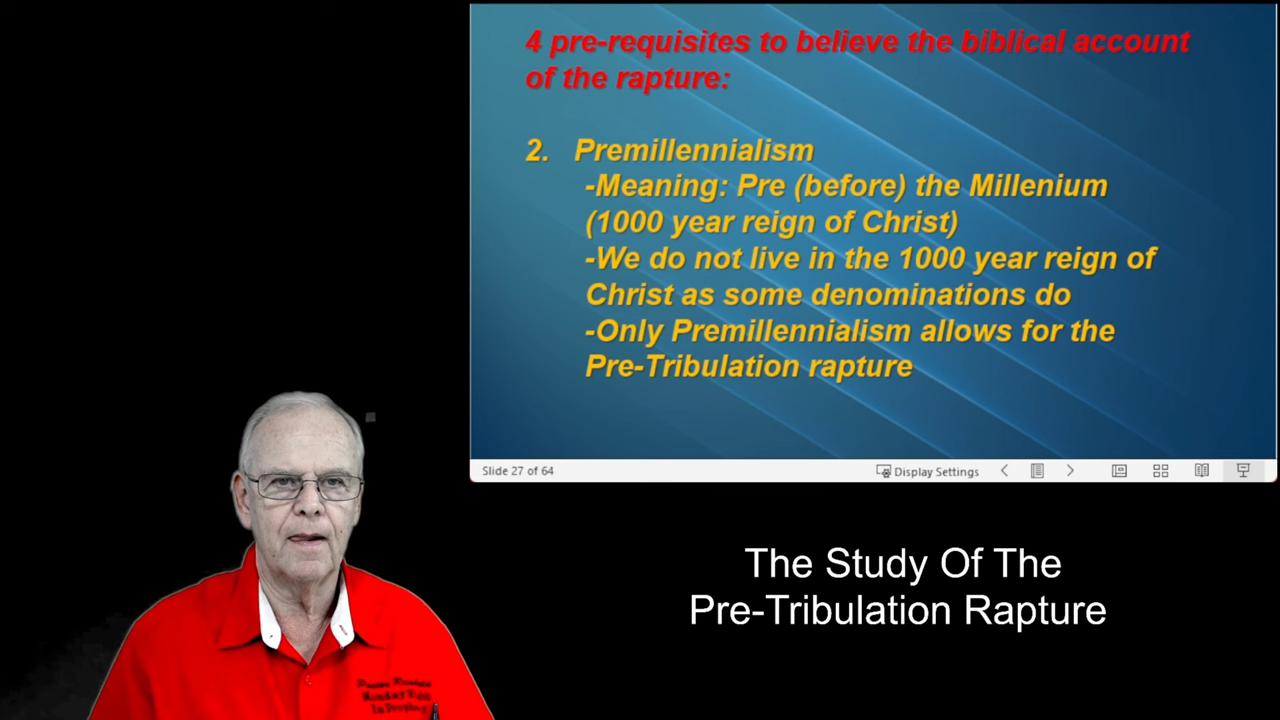 4 pre-requisites to believe the biblical account
of the rapture:
2. Premillennialism
-Meaning: Pre (before) the Millenium
(1000 year reign of Christ)
-We do not live in the 1000 year reign of
Christ as some denominations do
-Only Premillennialism allows for the
Pre-Tribulation rapture
Slide 27 of 64
Display Settings
The Study Of The
Pre-Tribulation Rapture
In Prophecy